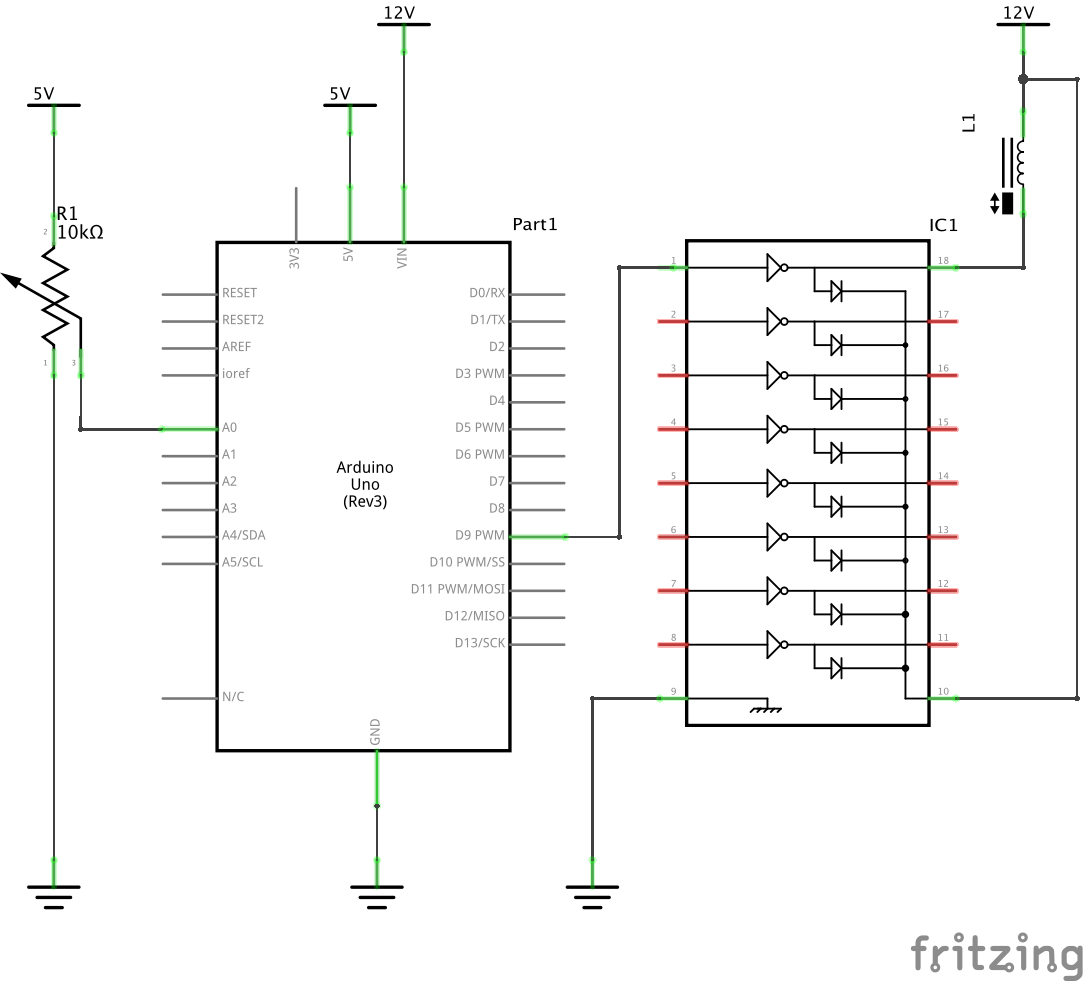 12V
12V
5V
5V
L1
R1
10kΩ
2
1
3
Part1
IC1
3V3
5V
VIN
RESET
RESET2
AREF
ioref
A0
A1
A2
A3
A4/SDA
A5/SCL
N/C
Arduino
Uno
(Rev3)
D0/RX
D1/TX
D2
D3 PWM
D4
D5 PWM
D6 PWM
D7
D8
D9 PWM
D10 PWM/SS
D11 PWM/MOSI
D12/MISO
D13/SCK
GND
1
2
3
4
5
6
7
8
9
18
17
16
15
14
13
12
11
10
fritzing